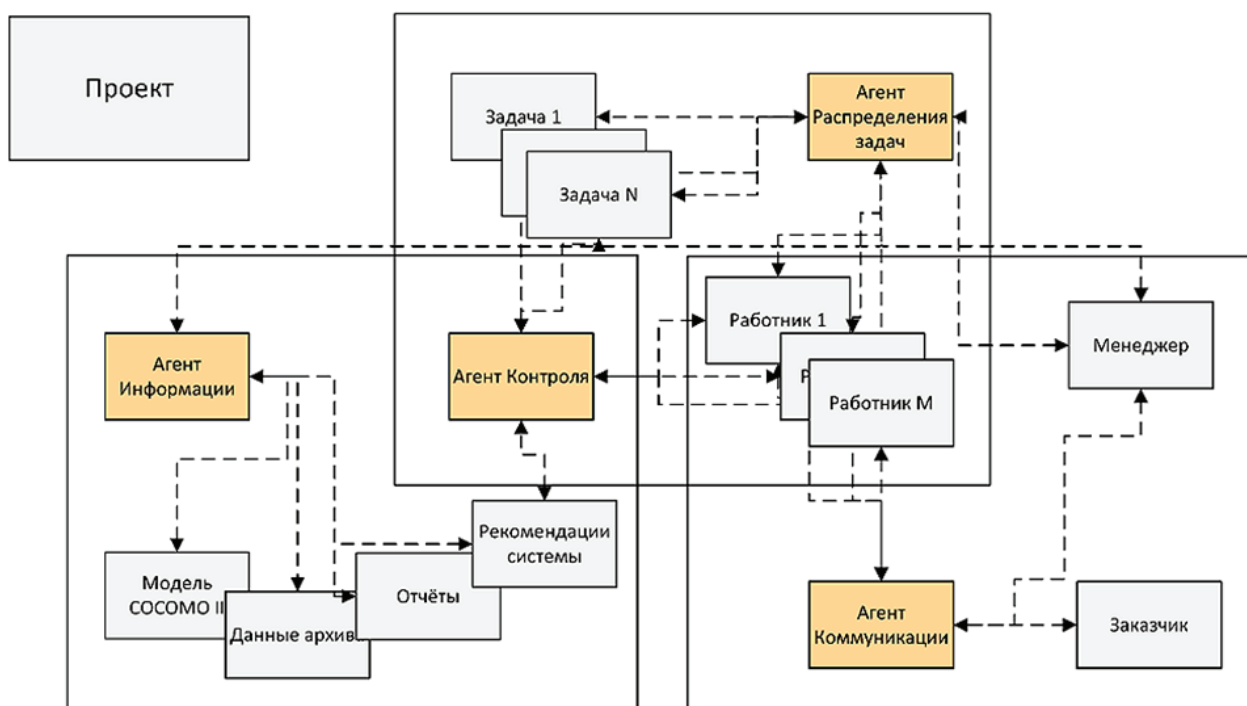 Проект
Задача 1
Агент
Распределения
задач
Задача N
Работник 1
Менеджер
Агент
Информации
Агент Контроля
Р
Работник M
Рекомендации
системы
Модель
COCOMO II
Отчёты
Данные архива
Агент
Коммуникации
Заказчик